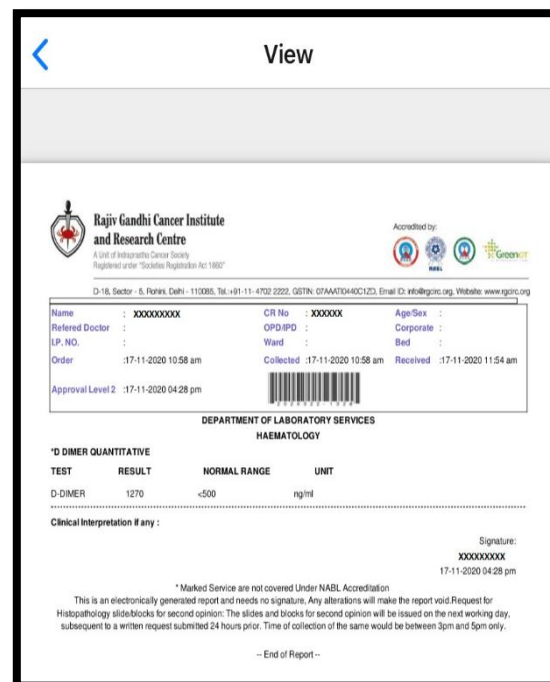 View
Rajiv Gandhi Cancer Institute
and Research Centre
A Unit of Indraprastha Cancer Society
Registered under "Societies Registration Act 1860"
Accredited by:
NABL
Green
D-18, Sector - 5, Rohini, Delhi - 110085, Tel.:+91-11- 4702 2222, GSTIN: 07AAATI0440C1ZD, Email ID: info@rgcirc.org, Website: www.rgcirc.org
Name : XXXXXXXXX CR No : XXXXXX Age/Sex :
Refered Doctor : OPD/IPD : Corporate :
I.P. NO. : Ward : Bed :
Order :17-11-2020 10:58 am Collected :17-11-2020 10:58 am Received :17-11-2020 11:54 am
Approval Level 2 :17-11-2020 04:28 pm
DEPARTMENT OF LABORATORY SERVICES
HAEMATOLOGY
*D DIMER QUANTITATIVE
TEST RESULT NORMAL RANGE UNIT
D-DIMER 1270 <500 ng/ml
Clinical Interpretation if any :
Signature:
XXXXXXXXX
17-11-2020 04:28 pm
* Marked Service are not covered Under NABL Accreditation
This is an electronically generated report and needs no signature, Any alterations will make the report void.Request for
Histopathology slide/blocks for second opinion: The slides and blocks for second opinion will be issued on the next working day,
subsequent to a written request submitted 24 hours prior. Time of collection of the same would be between 3pm and 5pm only.
-- End of Report --